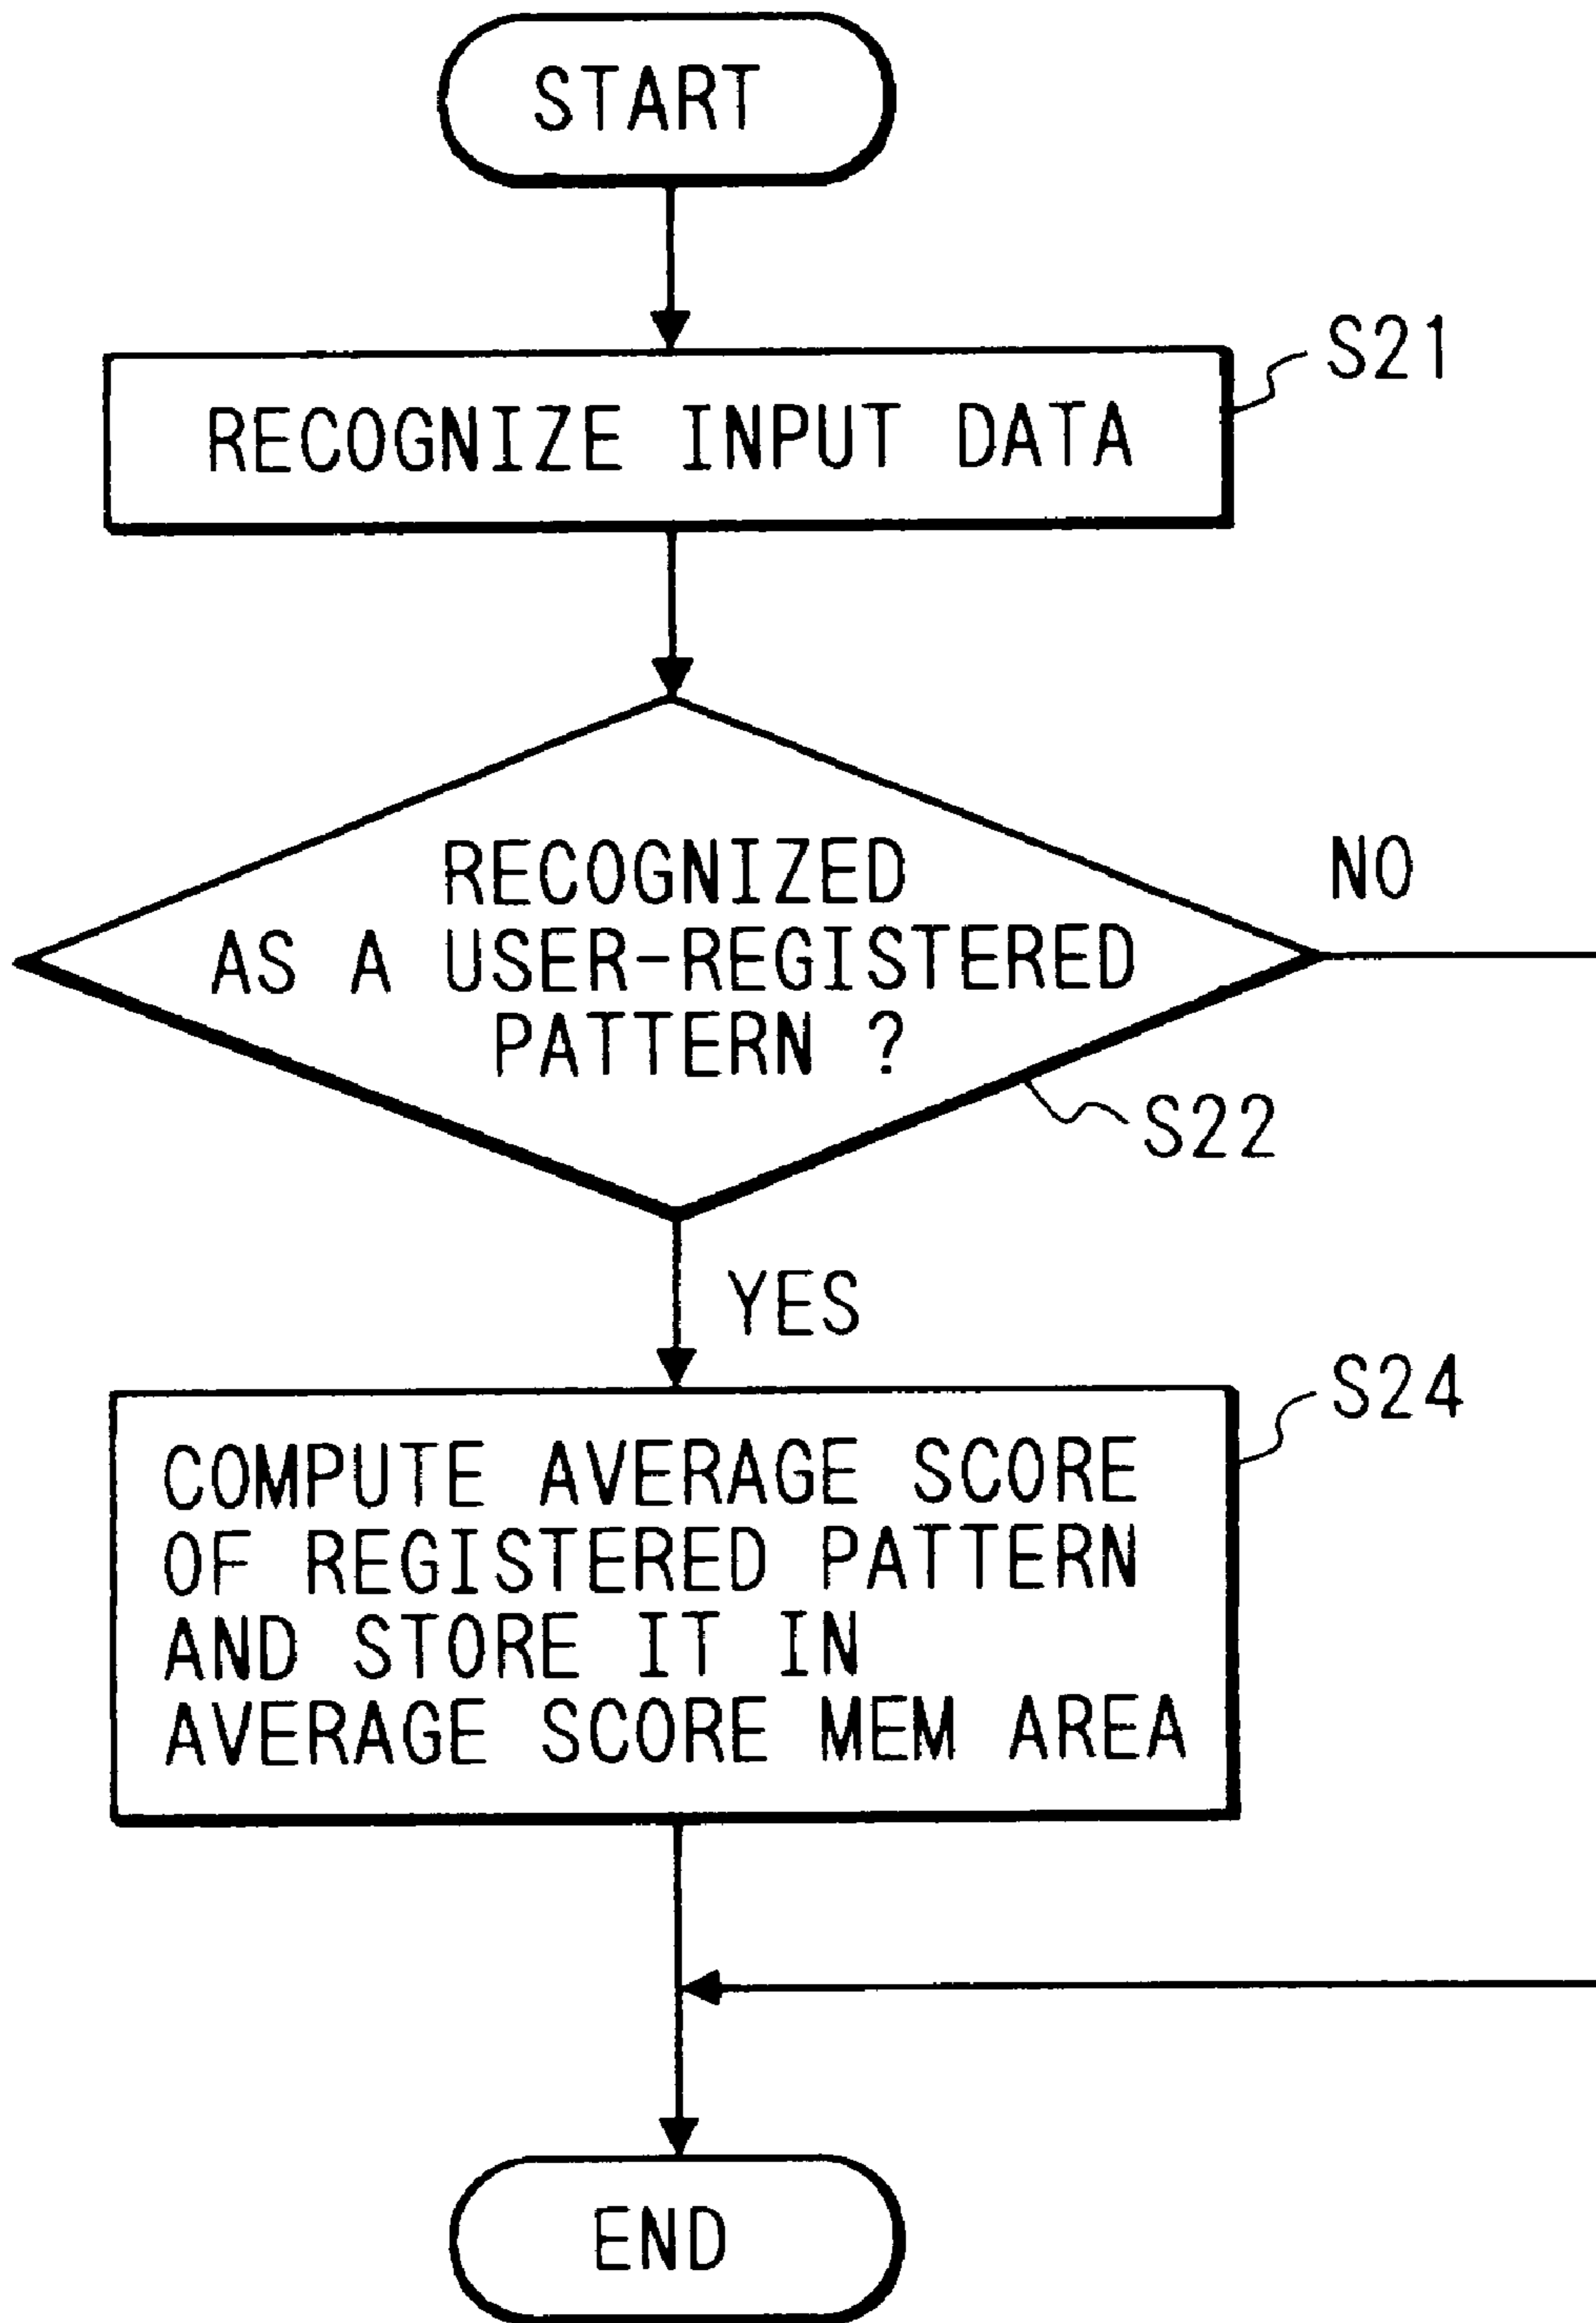 START
S21
RECOGNIZE INPUT DATA
RECOGNIZED
AS A USER-REGISTERED
PATTERN ?
NO
S22
YES
S24
COMPUTE AVERAGE SCORE
OF REGISTERED PATTERN
AND STORE IT IN
AVERAGE SCORE MEM AREA
END